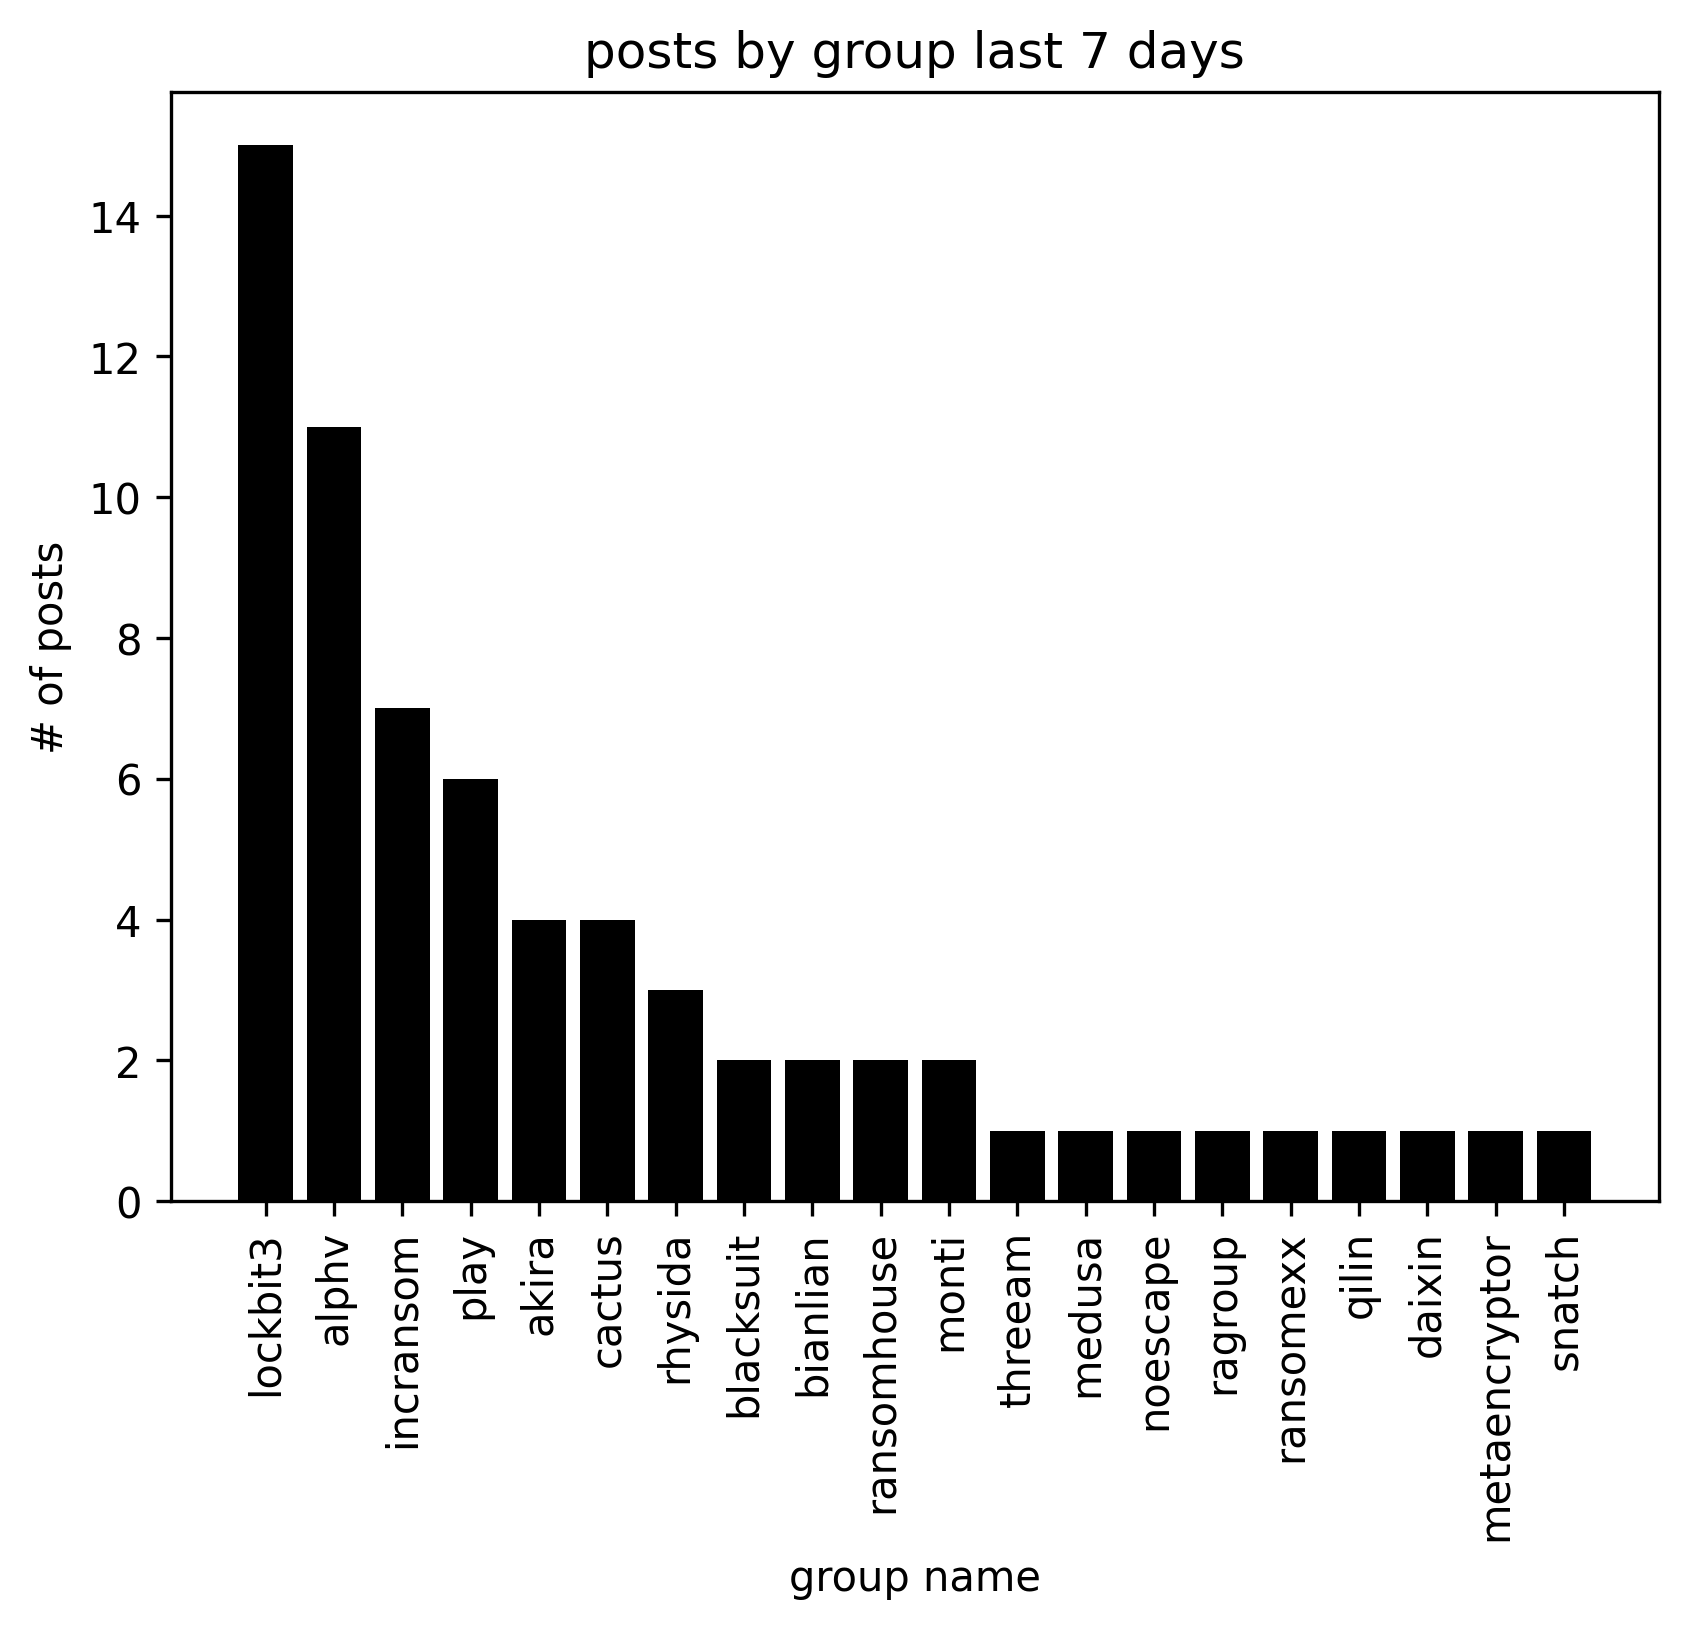 posts by group last 7 days
# of posts
14
12
10
8
6
4
2
0
lockbit3
alphv
incransom
play
akira
cactus
rhysida
blacksuit
bianlian
ransomhouse
monti
threeam
medusa
noescape
ragroup
ransomexx
qilin
daixin
metaencryptor
snatch
group name